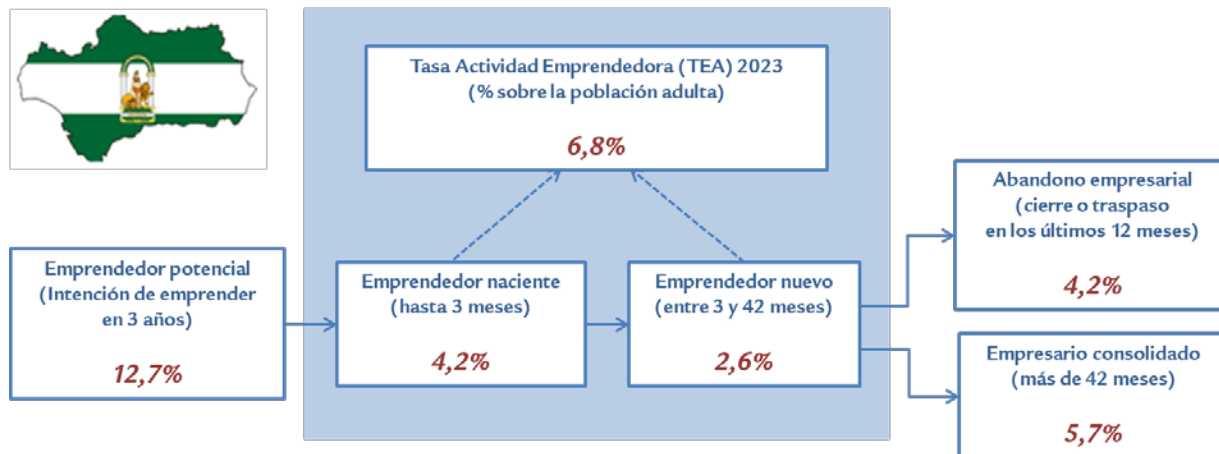 Tasa Actividad Emprendedora (TEA) 2023
(% sobre la población adulta)
6,8%
Emprendedor potencial
(Intención de emprender
en 3 años)
12,7%
Emprendedor naciente
(hasta 3 meses)
4,2%
Emprendedor nuevo
(entre 3 y 42 meses)
2,6%
Abandono empresarial
(cierre o traspaso
en los últimos 12 meses)
4,2%
Empresario consolidado
(más de 42 meses)
5,7%